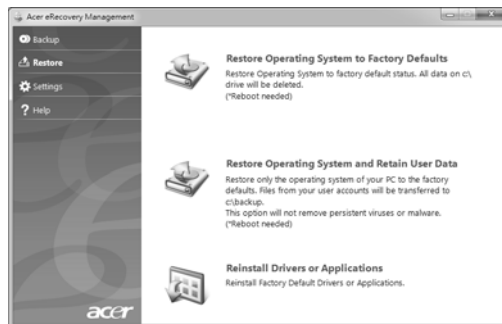 Acer eRecovery Management
Backup
Restore
Settings
? Help
acer
Restore Operating System to Factory Defaults
Restore Operating System to factory default status. All data on c:\
drive will be deleted.
(*Reboot needed)
Restore Operating System and Retain User Data
Restore only the operating system of your PC to the factory
defaults. Files from your user accounts will be transferred to
c:\backup.
This option will not remove persistent viruses or malware.
(*Reboot needed)
Reinstall Drivers or Applications
Reinstall Factory Default Drivers or Applications.